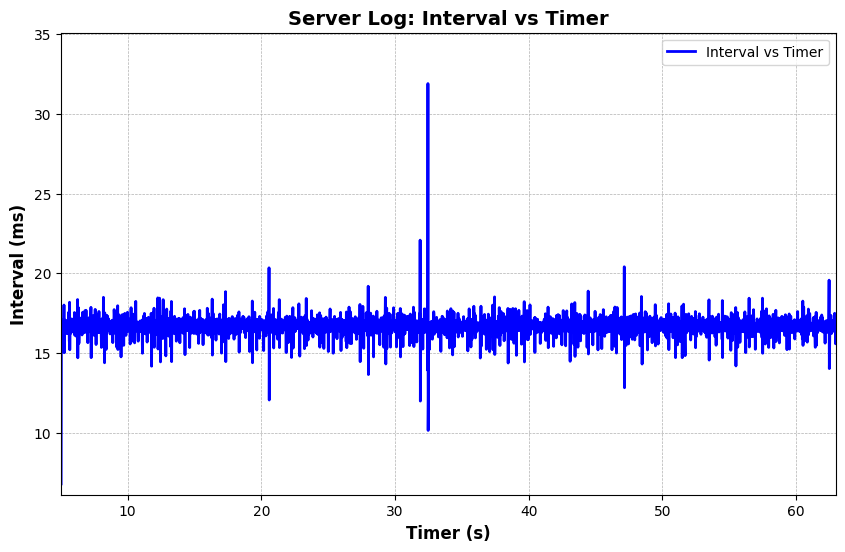 Server Log: Interval vs Timer
Interval vs Timer
35
30
25
20
15
10
Interval (ms)
10 20 30 40 50 60
Timer (s)